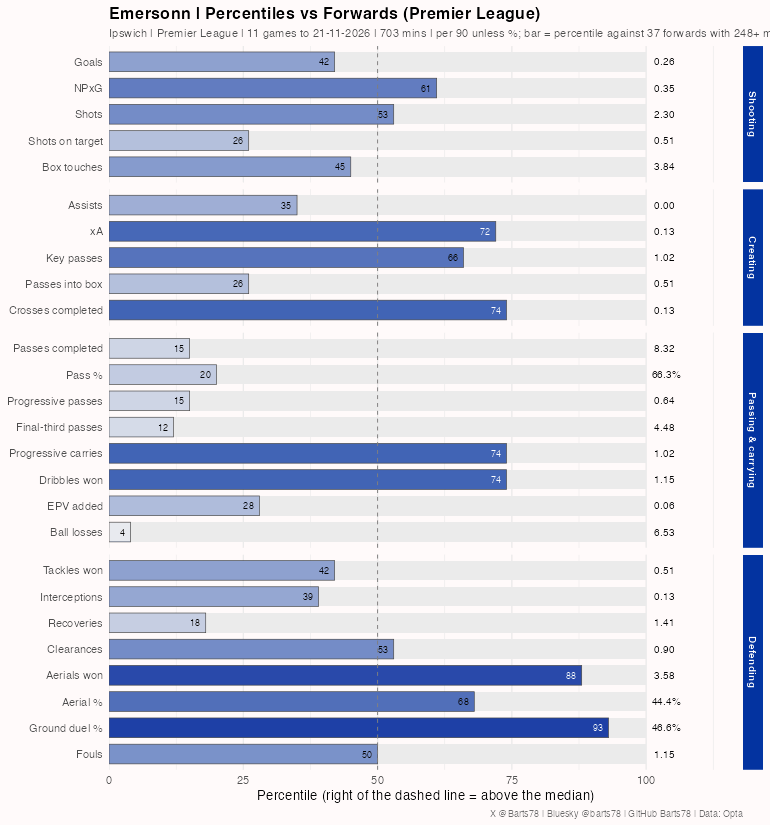 Emersonn | Percentiles vs Forwards (Premier League)
Ipswich | Premier League | 11 games to 21-11-2026 | 703 mins | per 90 unless %; bar = percentile against 37 forwards with 248+ m
Goals 42 0.26
NPxG 61 0.35
Shots 53 2.30
Shots on target 26 0.51
Box touches 45 3.84
Shooting
Assists 35 0.00
xA 72 0.13
Key passes 66 1.02
Passes into box 26 0.51
Crosses completed 74 0.13
Creating
Passes completed 15 8.32
Pass % 20 66.3%
Progressive passes 15 0.64
Final-third passes 12 4.48
Progressive carries 74 1.02
Dribbles won 74 1.15
EPV added 28 0.06
Ball losses 4 6.53
Passing & carrying
Tackles won 42 0.51
Interceptions 39 0.13
Recoveries 18 1.41
Clearances 53 0.90
Aerials won 88 3.58
Aerial % 68 44.4%
Ground duel % 93 46.6%
Fouls 50 1.15
Defending
0 25 50 75 100
Percentile (right of the dashed line = above the median)
X @Barts78 | Bluesky @barts78 | GitHub Barts78 | Data: Opta